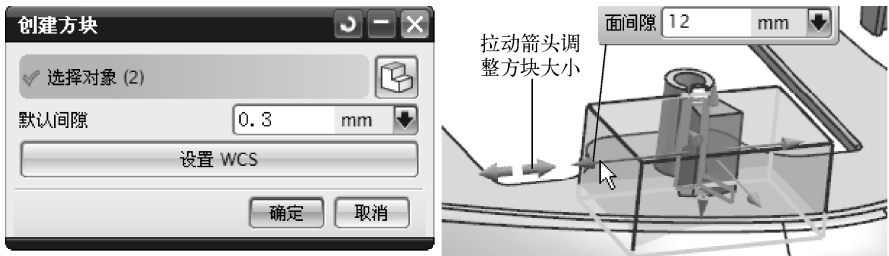 创建方块
选择对象 (2)
默认间隙 0.3 mm
设置 WCS
确定 取消
面间隙 12 mm
拉动箭头调
整方块大小